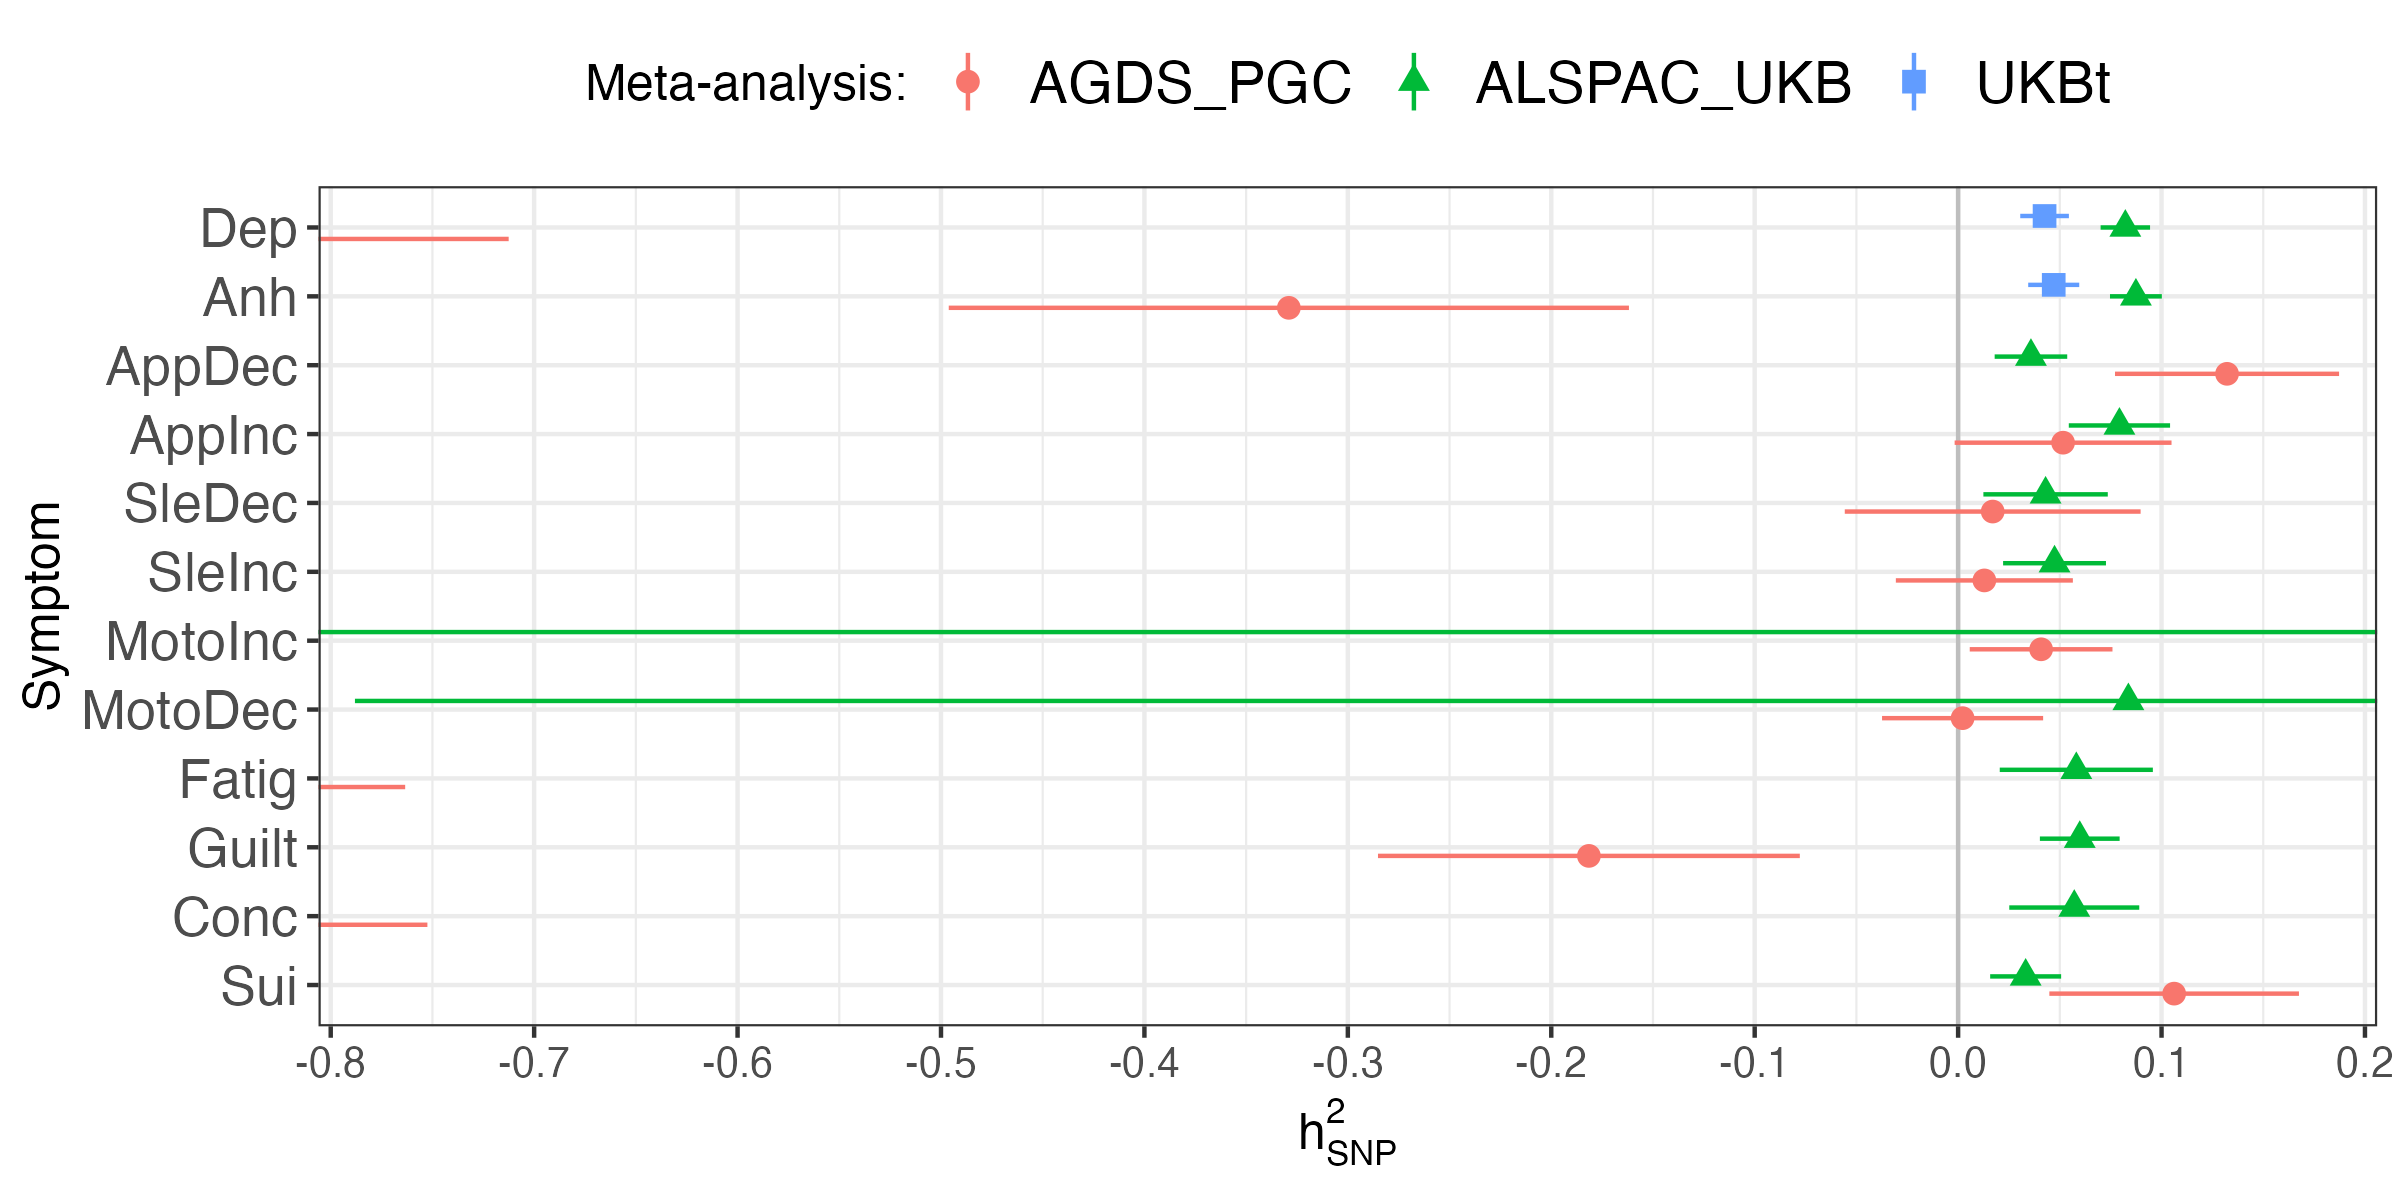 Meta-analysis: AGDS_PGC ALSPAC_UKB UKBt
Symptom
Dep
Anh
AppDec
AppInc
SleDec
SleInc
MotoInc
MotoDec
Fatig
Guilt
Conc
Sui
-0.8 -0.7 -0.6 -0.5 -0.4 -0.3 -0.2 -0.1 0.0 0.1 0.2
h²SNP